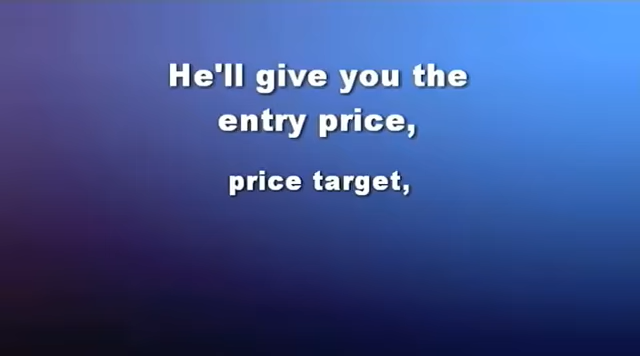 He'll give you the
entry price,
price target,